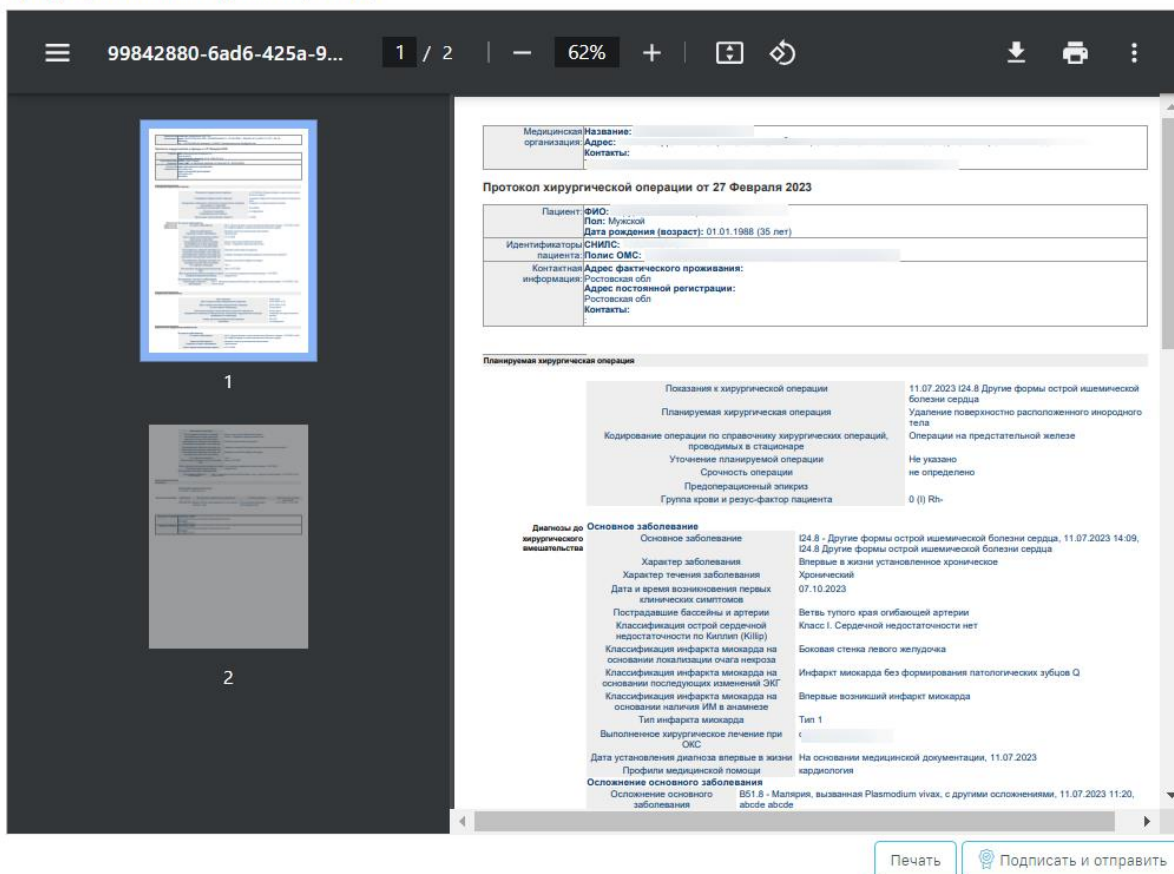 99842880-6ad6-425a-9... 1 / 2 62%
1
2
Медицинская организация: Название:
Адрес:
Контакты:
Протокол хирургической операции от 27 Февраля 2023
Пациент: ФИО:
Пол: Мужской
Дата рождения (возраст): 01.01.1988 (35 лет)
Идентификаторы пациента: СНИЛС:
Полис ОМС:
Контактная информация: Адрес фактического проживания:
Ростовская обл
Адрес постоянной регистрации:
Ростовская обл
Контакты:
Планируемая хирургическая операция
Показания к хирургической операции 11.07.2023 I24.8 Другие формы острой ишемической
болезни сердца
Планируемая хирургическая операция Удаление поверхностно расположенного инородного
тела
Кодирование операции по справочнику хирургических операций, Операции на предстательной железе
проводимых в стационаре
Уточнение планируемой операции Не указано
Срочность операции не определено
Предоперационный эпикриз
Группа крови и резус-фактор пациента 0 (I) Rh-
Диагнозы до хирургического вмешательства
Основное заболевание
Основное заболевание I24.8 - Другие формы острой ишемической болезни сердца, 11.07.2023 14:09,
I24.8 Другие формы острой ишемической болезни сердца
Характер заболевания Впервые в жизни установленное хроническое
Характер течения заболевания Хронический
Дата и время возникновения первых 07.10.2023
клинических симптомов
Пострадавшие бассейны и артерии Ветвь тупого края огибающей артерии
Классификация острой сердечной Класс I. Сердечной недостаточности нет
недостаточности по Киллип (Killip)
Классификация инфаркта миокарда на Боковая стенка левого желудочка
основании локализации очага некроза
Классификация инфаркта миокарда на Инфаркт миокарда без формирования патологических зубцов Q
основании последующих изменений ЭКГ
Классификация инфаркта миокарда на Впервые возникший инфаркт миокарда
основании наличия ИМ в анамнезе
Тип инфаркта миокарда Тип 1
Выполненное хирургическое лечение при
ОКС
Дата установления диагноза впервые в жизни На основании медицинской документации, 11.07.2023
Профили медицинской помощи кардиология
Осложнение основного заболевания
Осложнение основного B51.8 - Малярия, вызванная Plasmodium vivax, с другими осложнениями, 11.07.2023 11:20,
заболевания abcde abcde
Печать Подписать и отправить